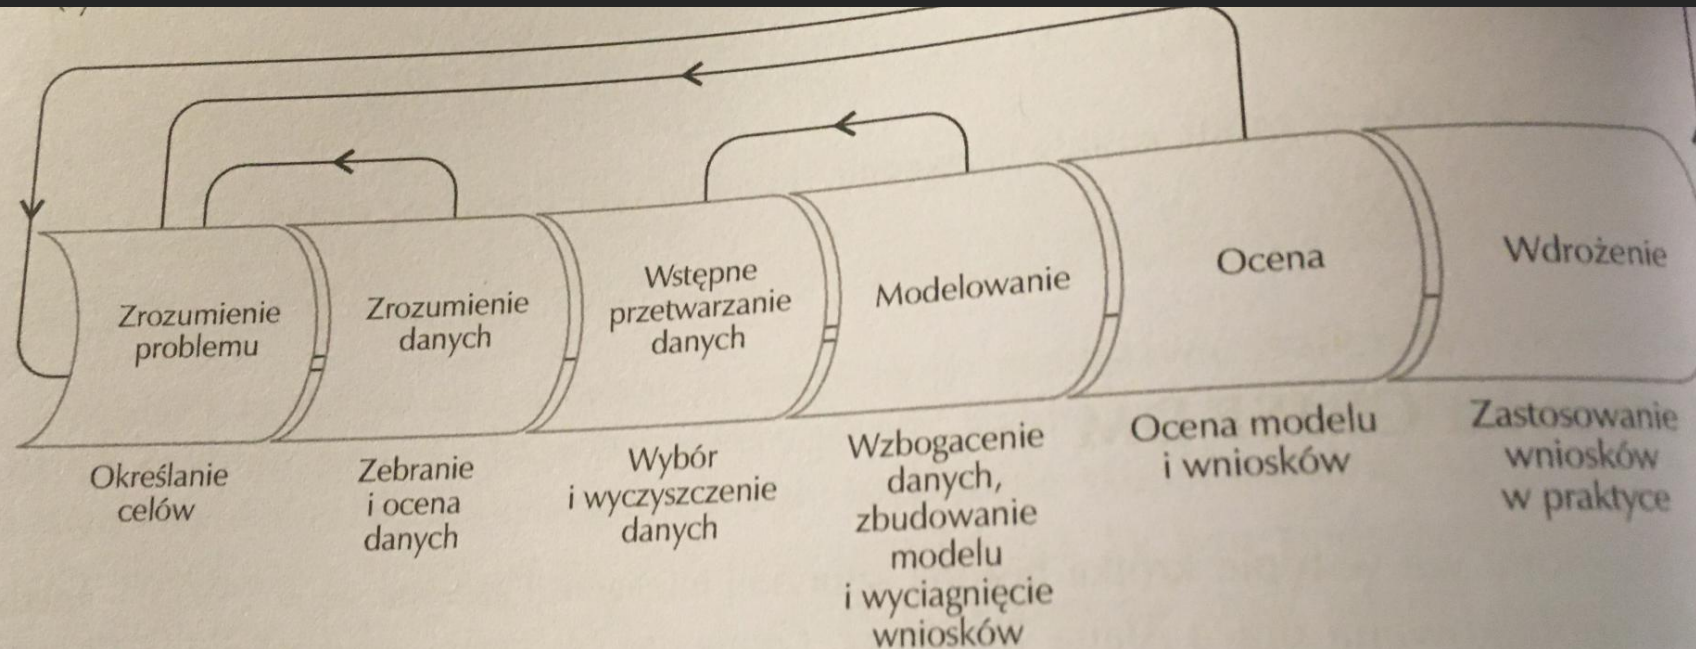 Zrozumienie
problemu
Zrozumienie
danych
Wstępne
przetwarzanie
danych
Modelowanie
Ocena
Wdrożenie
Określanie
celów
Zebranie
i ocena
danych
Wybór
i wyczyszczenie
danych
Wzbogacenie
danych,
zbudowanie
modelu
i wyciagnięcie
wniosków
Ocena modelu
i wniosków
Zastosowanie
wniosków
w praktyce